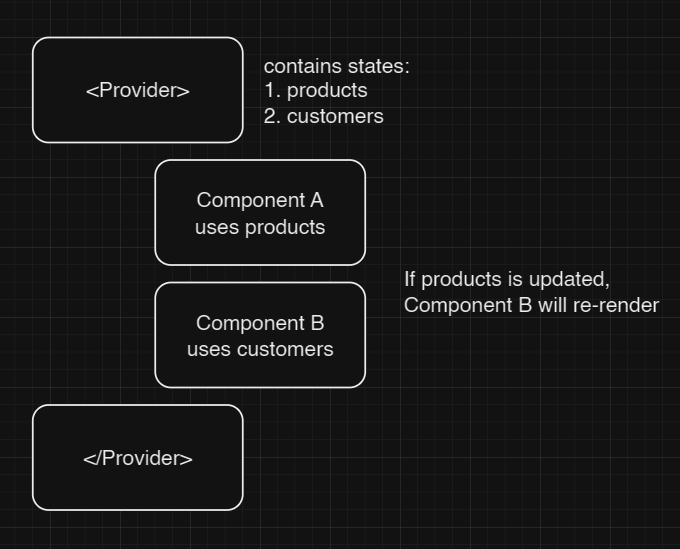 <Provider>
contains states:
1. products
2. customers
Component A
uses products
Component B
uses customers
If products is updated,
Component B will re-render
</Provider>